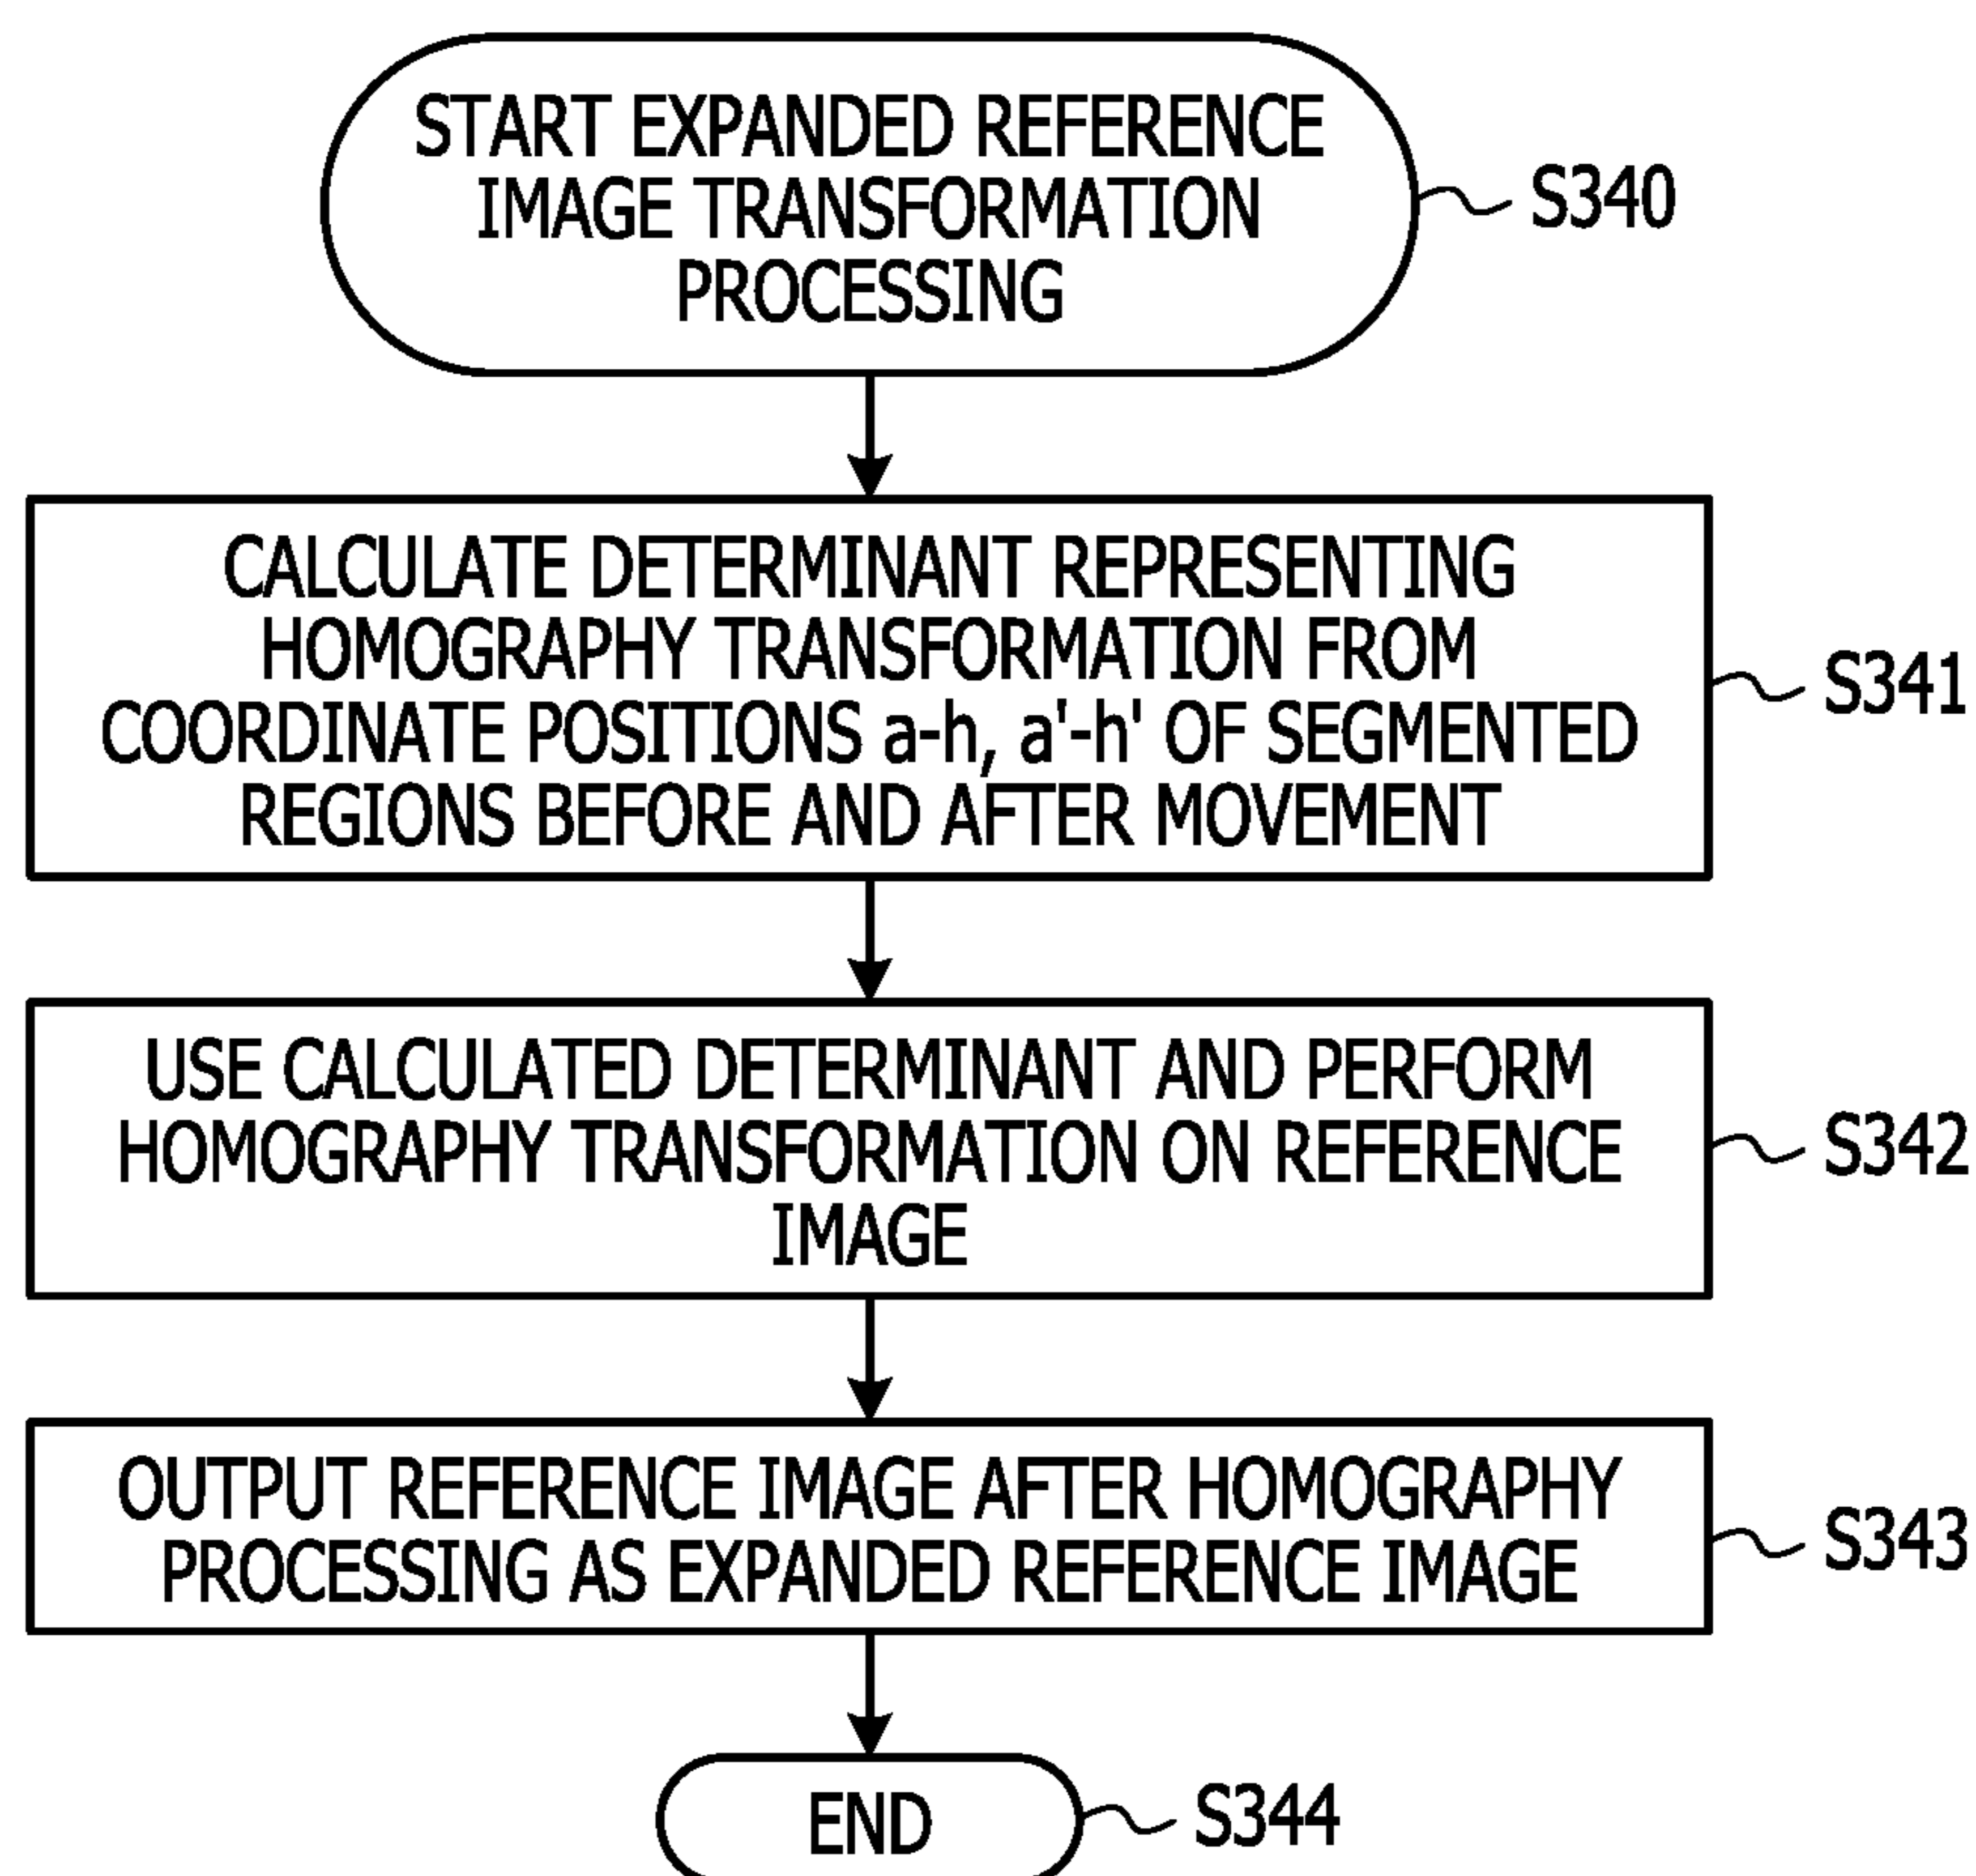 START EXPANDED REFERENCE
IMAGE TRANSFORMATION
PROCESSING
S340
CALCULATE DETERMINANT REPRESENTING
HOMOGRAPHY TRANSFORMATION FROM
COORDINATE POSITIONS a-h, a'-h' OF SEGMENTED
REGIONS BEFORE AND AFTER MOVEMENT
S341
USE CALCULATED DETERMINANT AND PERFORM
HOMOGRAPHY TRANSFORMATION ON REFERENCE
IMAGE
S342
OUTPUT REFERENCE IMAGE AFTER HOMOGRAPHY
PROCESSING AS EXPANDED REFERENCE IMAGE
S343
END
S344